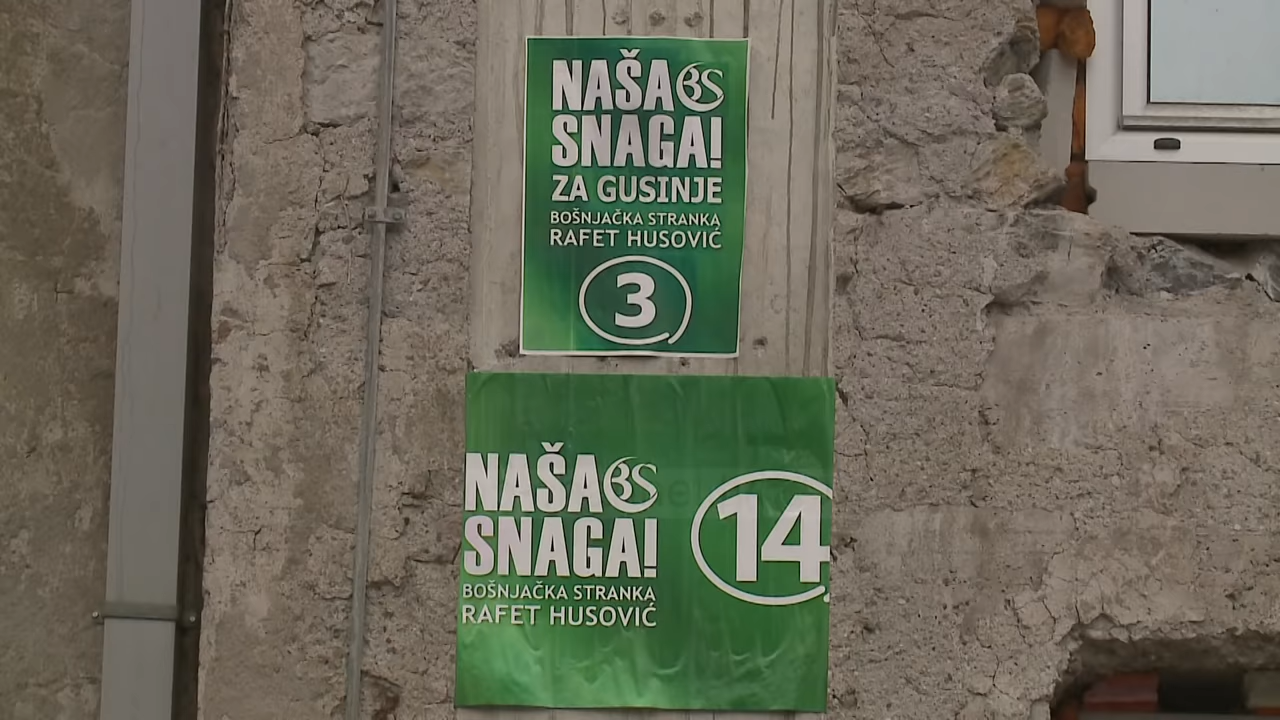 NAŠA BS
SNAGA!
ZA GUSINJE
BOŠNJAČKA STRANKA
RAFET HUSOVIĆ
3
NAŠA BS
SNAGA!
BOŠNJAČKA STRANKA
RAFET HUSOVIĆ
14